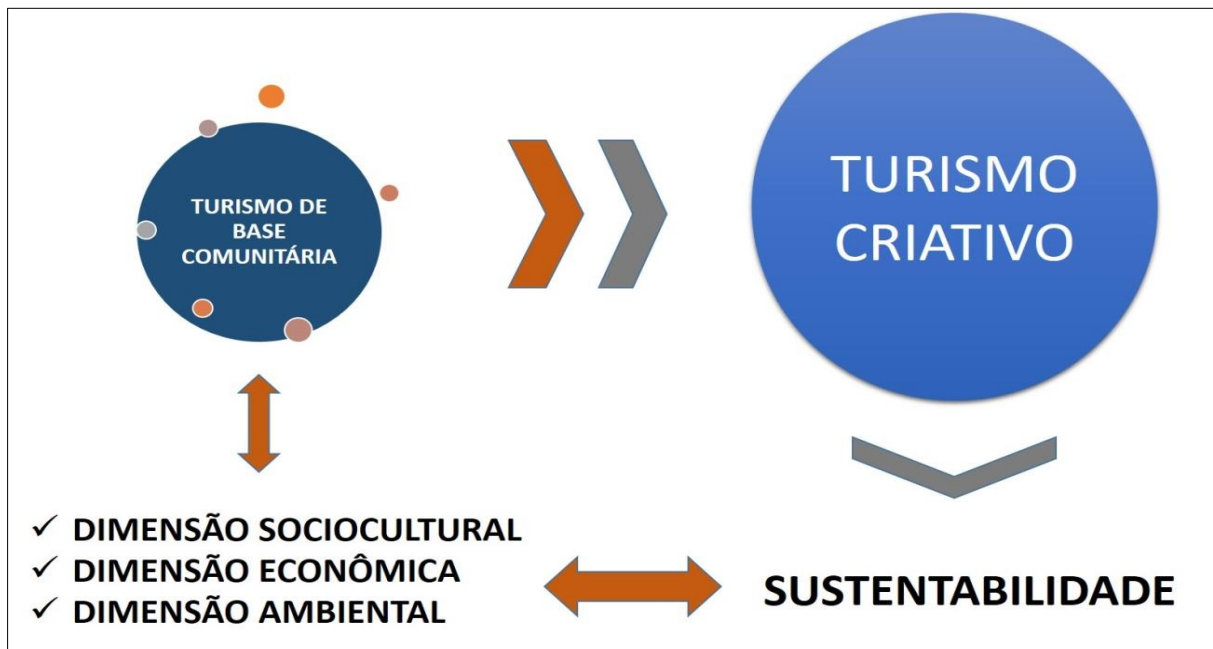 TURISMO DE
BASE
COMUNITÁRIA
TURISMO
CRIATIVO
✓ DIMENSÃO SOCIOCULTURAL
✓ DIMENSÃO ECONÔMICA
✓ DIMENSÃO AMBIENTAL
SUSTENTABILIDADE